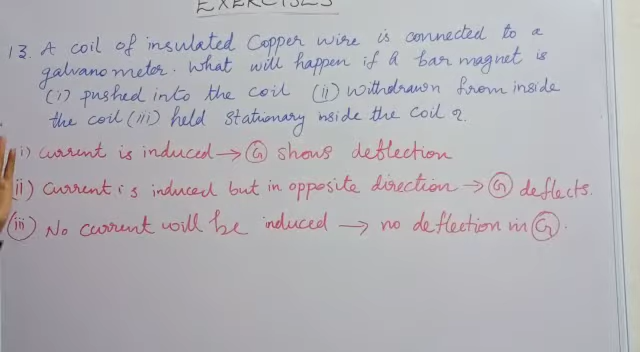 EXERCISES
13. A coil of insulated Copper wire is connected to a
galvanometer. What will happen if a bar magnet is
(i) pushed into the coil (ii) withdrawn from inside
the coil (iii) held stationary inside the coil ?
i) Current is induced → G shows deflection
ii) Current is induced but in opposite direction → G deflects.
(iii) No current will be induced → no deflection in G.